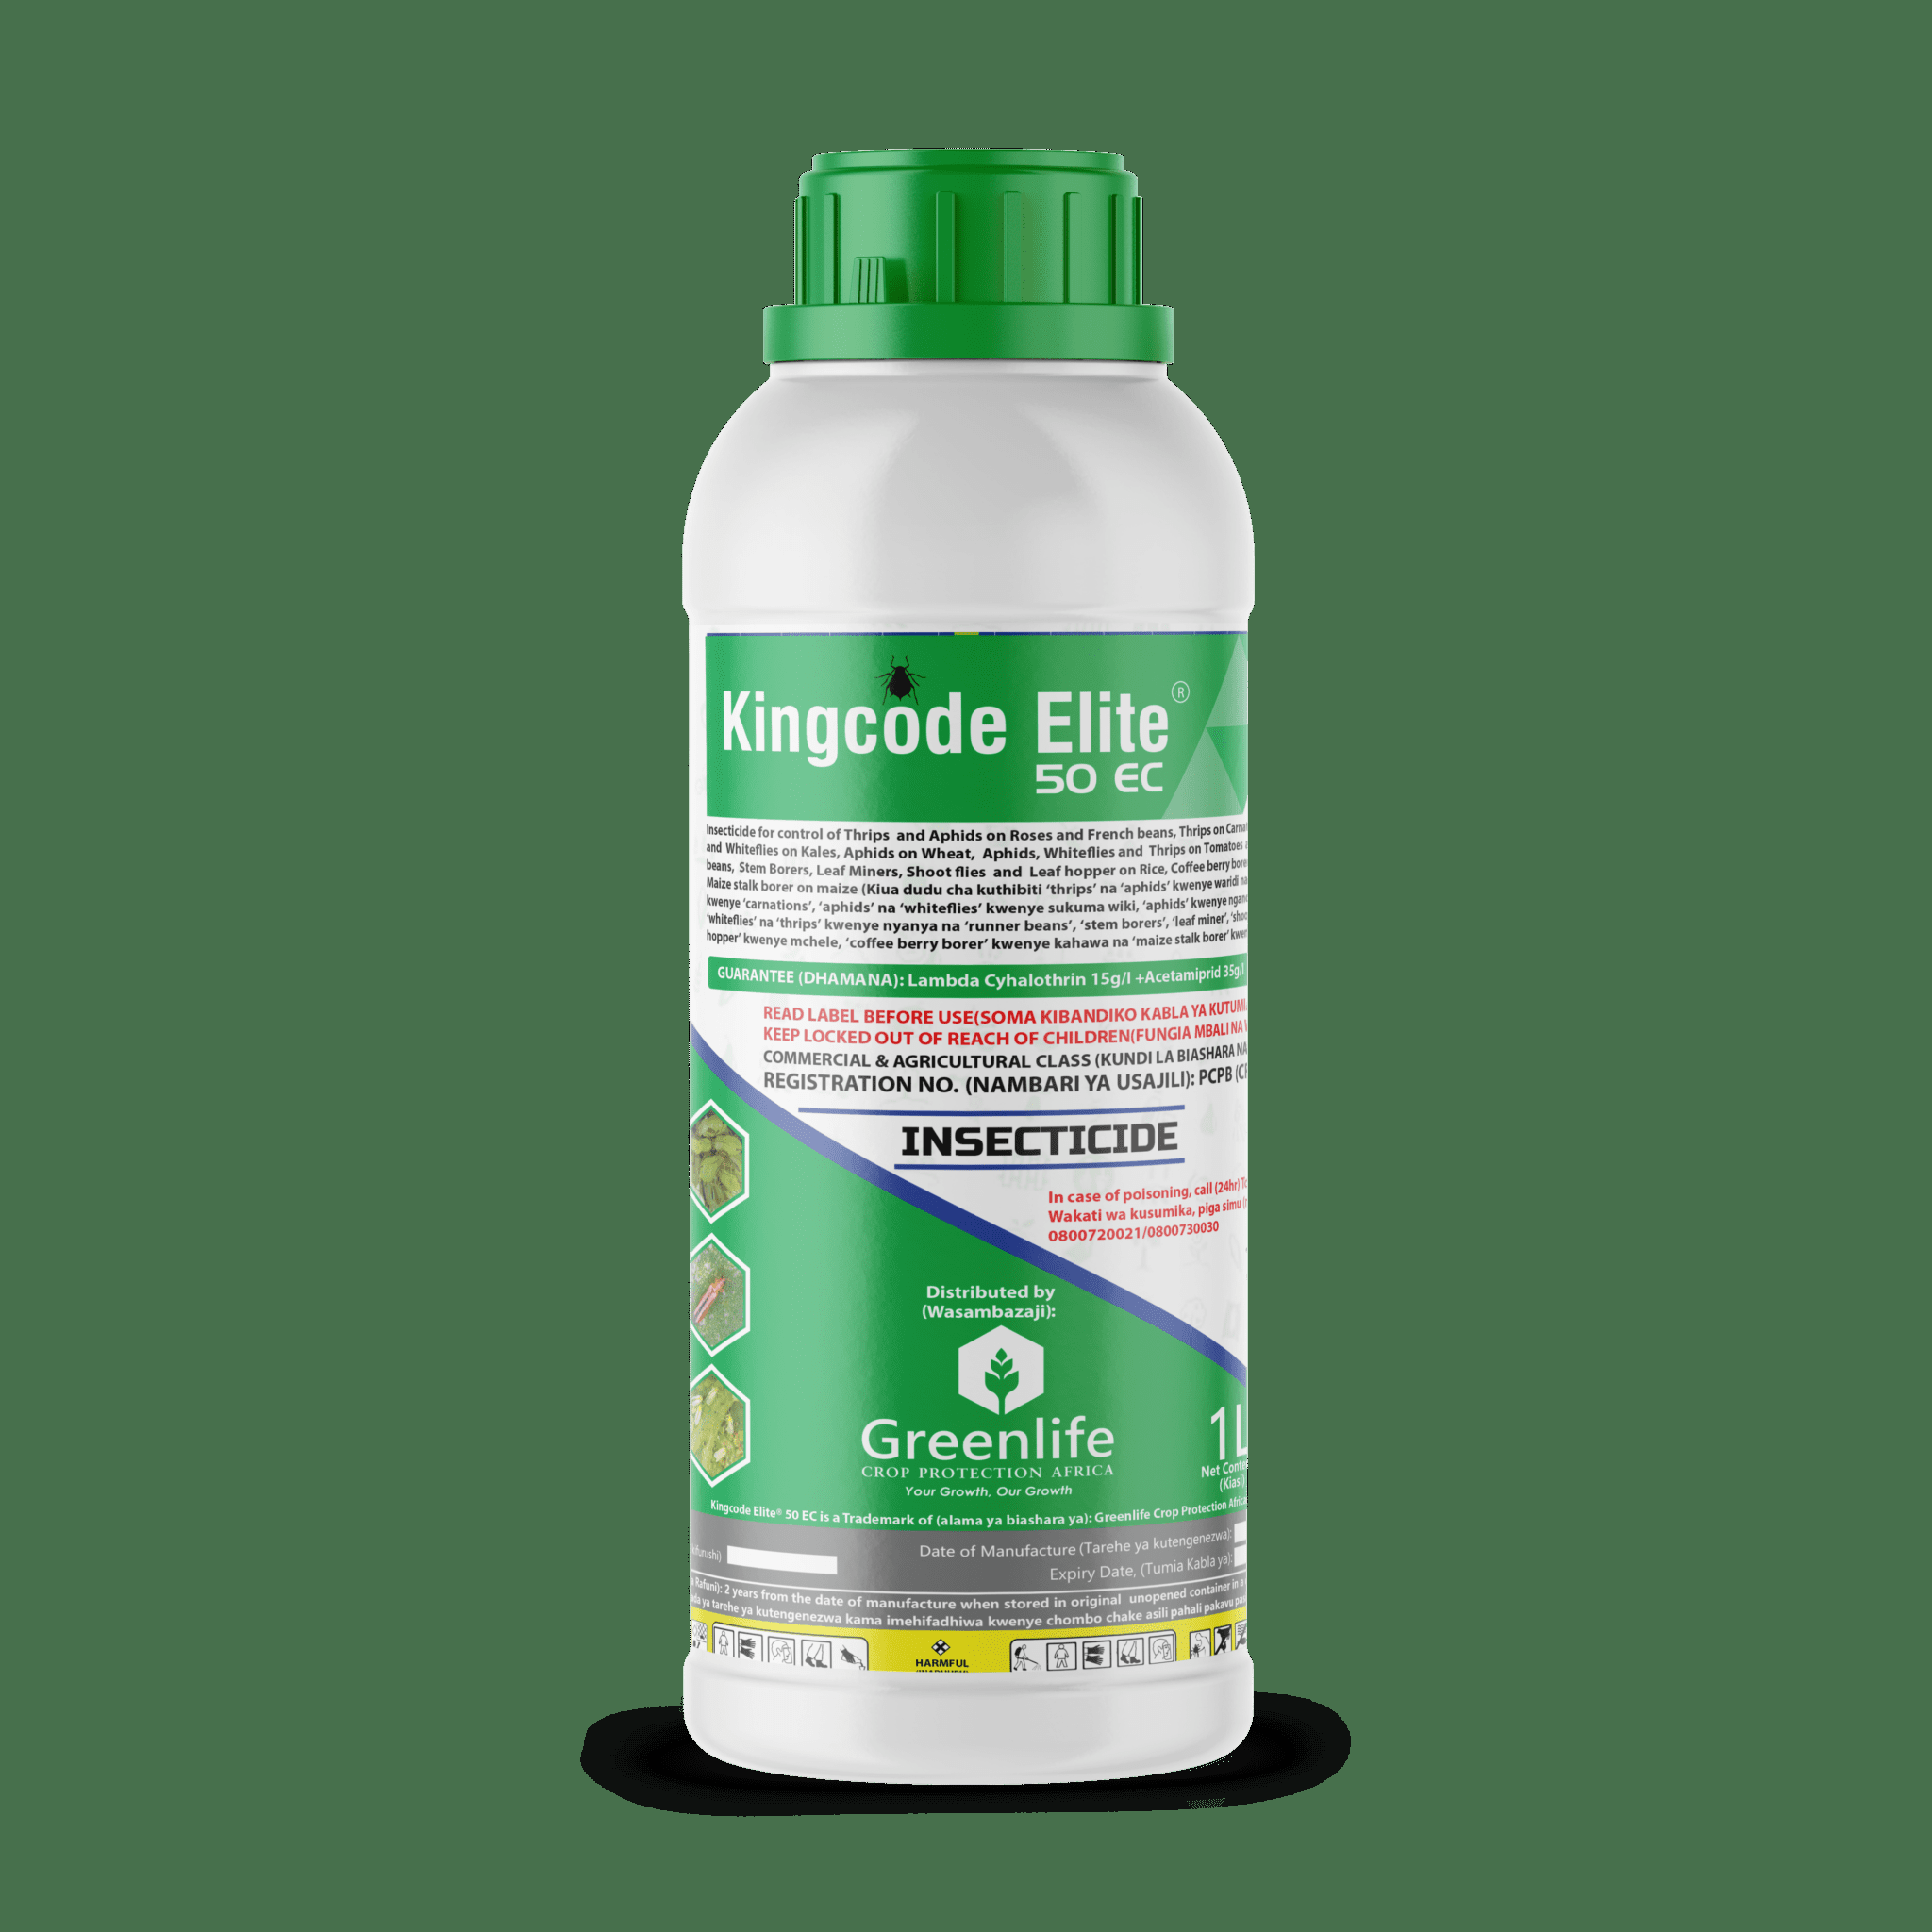 Kingcode Elite®
50 EC
Insecticide for control of Thrips and Aphids on Roses and French beans, Thrips on
and Whiteflies on Kales, Aphids on Wheat, Aphids, Whiteflies and Thrips on Tomatoes
beans, Stem Borers, Leaf Miners, Shoot flies and Leaf hopper on Rice, Coffee berry
Maize stalk borer on maize (Kiua dudu cha kuthibiti ‘thrips’ na ‘aphids’ kwenye waridi na
kwenye ‘carnations’, ‘aphids’ na ‘whiteflies’ kwenye sukuma wiki, ‘aphids’ kwenye
‘whiteflies’ na ‘thrips’ kwenye nyanya na ‘runner beans’, ‘stem borers’, ‘leaf miner’,
hopper’ kwenye mchele, ‘coffee berry borer’ kwenye kahawa na ‘maize stalk borer’
GUARANTEE (DHAMANA): Lambda Cyhalothrin 15g/l +Acetamiprid 35g/l
READ LABEL BEFORE USE(SOMA KIBANDIKO KABLA YA
KEEP LOCKED OUT OF REACH OF CHILDREN(FUNGIA MBALI NA
COMMERCIAL & AGRICULTURAL CLASS (KUNDI LA BIASHARA NA
REGISTRATION NO. (NAMBARI YA USAJILI): PCPB
INSECTICIDE
In case of poisoning, call (24hr)
Wakati wa kusumika, piga simu
0800720021/0800730030
Distributed by
(Wasambazaji):
Greenlife
CROP PROTECTION AFRICA
Your Growth, Our Growth
1L
Net
(Kiasi)
Kingcode Elite® 50 EC is a Trademark of (alama ya biashara ya): Greenlife Crop Protection Africa
Date of Manufacture (Tarehe ya kutengenezwa):
Expiry Date, (Tumia Kabla ya):
Rafuni): 2 years from the date of manufacture when stored in original unopened container in a
ya tarehe ya kutengenezwa kama imehifadhiwa kwenye chombo chake asili pahali pakavu
HARMFUL